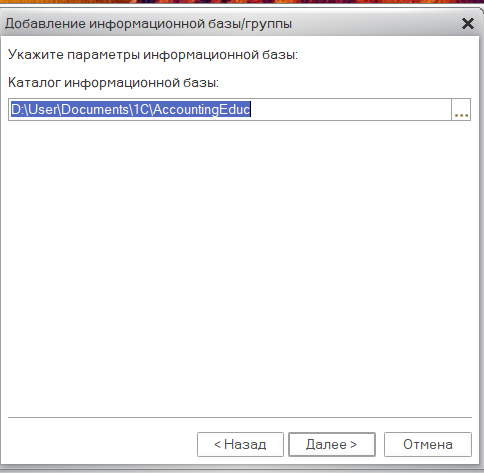 Добавление информационной базы/группы
Укажите параметры информационной базы:
Каталог информационной базы:
D:\User\Documents\1C\AccountingEduc
...
< Назад
Далее >
Отмена